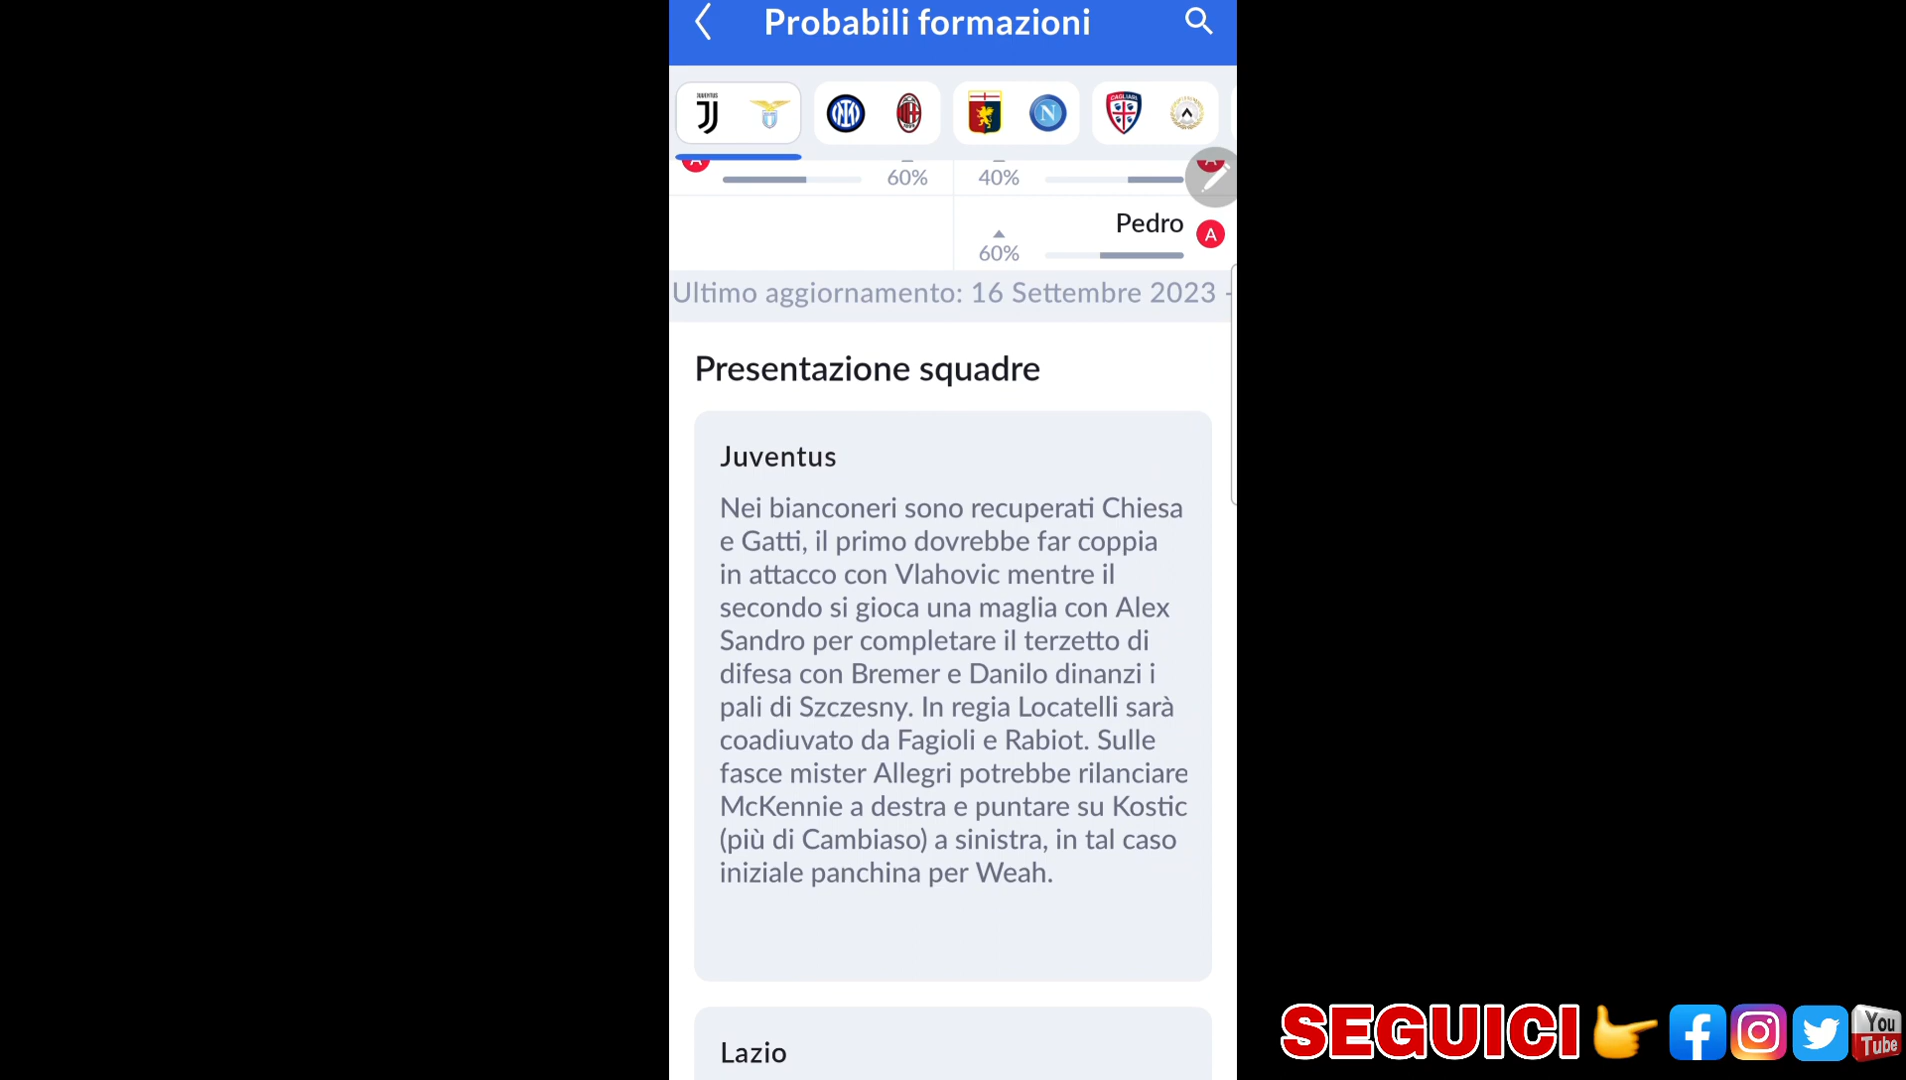 Probabili formazioni
A 60% 40% A
Pedro
60% A
Ultimo aggiornamento: 16 Settembre 2023 -
Presentazione squadre
Juventus
Nei bianconeri sono recuperati Chiesa
e Gatti, il primo dovrebbe far coppia
in attacco con Vlahovic mentre il
secondo si gioca una maglia con Alex
Sandro per completare il terzetto di
difesa con Bremer e Danilo dinanzi i
pali di Szczesny. In regia Locatelli sarà
coadiuvato da Fagioli e Rabiot. Sulle
fasce mister Allegri potrebbe rilanciare
McKennie a destra e puntare su Kostic
(più di Cambiaso) a sinistra, in tal caso
iniziale panchina per Weah.
Lazio
SEGUICI
You
Tube